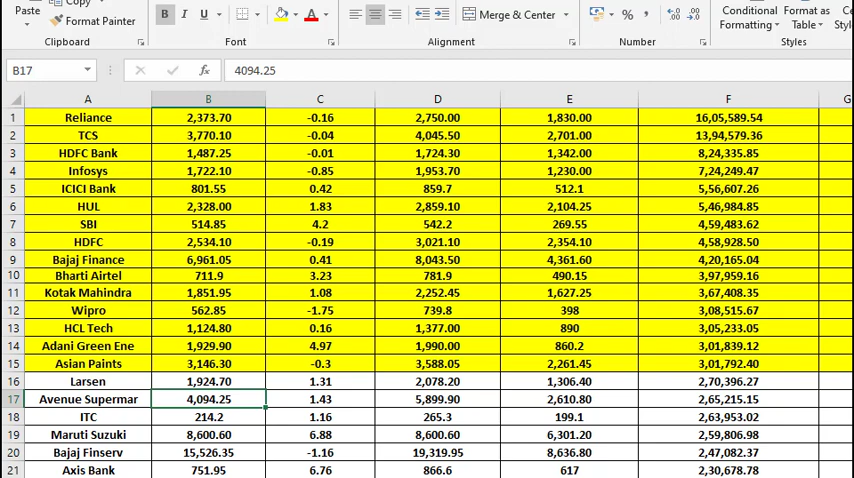 Copy
Paste
Format Painter
B I U A
Merge & Center
% , .00
Conditional Format as Ce
Formatting Table Styl
Clipboard Font Alignment Number Styles
B17 fx 4094.25
A B C D E F G
1 Reliance 2,373.70 -0.16 2,750.00 1,830.00 16,05,589.54
2 TCS 3,770.10 -0.04 4,045.50 2,701.00 13,94,579.36
3 HDFC Bank 1,487.25 -0.01 1,724.30 1,342.00 8,24,335.85
4 Infosys 1,722.10 -0.85 1,953.70 1,230.00 7,24,249.47
5 ICICI Bank 801.55 0.42 859.7 512.1 5,56,607.26
6 HUL 2,328.00 1.83 2,859.10 2,104.25 5,46,984.85
7 SBI 514.85 4.2 542.2 269.55 4,59,483.62
8 HDFC 2,534.10 -0.19 3,021.10 2,354.10 4,58,928.50
9 Bajaj Finance 6,961.05 0.41 8,043.50 4,361.60 4,20,165.04
10 Bharti Airtel 711.9 3.23 781.9 490.15 3,97,959.16
11 Kotak Mahindra 1,851.95 1.08 2,252.45 1,627.25 3,67,408.35
12 Wipro 562.85 -1.75 739.8 398 3,08,515.67
13 HCL Tech 1,124.80 0.16 1,377.00 890 3,05,233.05
14 Adani Green Ene 1,929.90 4.97 1,990.00 860.2 3,01,839.12
15 Asian Paints 3,146.30 -0.3 3,588.05 2,261.45 3,01,792.40
16 Larsen 1,924.70 1.31 2,078.20 1,306.40 2,70,396.27
17 Avenue Supermar 4,094.25 1.43 5,899.90 2,610.80 2,65,215.15
18 ITC 214.2 1.16 265.3 199.1 2,63,953.02
19 Maruti Suzuki 8,600.60 6.88 8,600.60 6,301.20 2,59,806.98
20 Bajaj Finserv 15,526.35 -1.16 19,319.95 8,636.80 2,47,082.37
21 Axis Bank 751.95 6.76 866.6 617 2,30,678.78